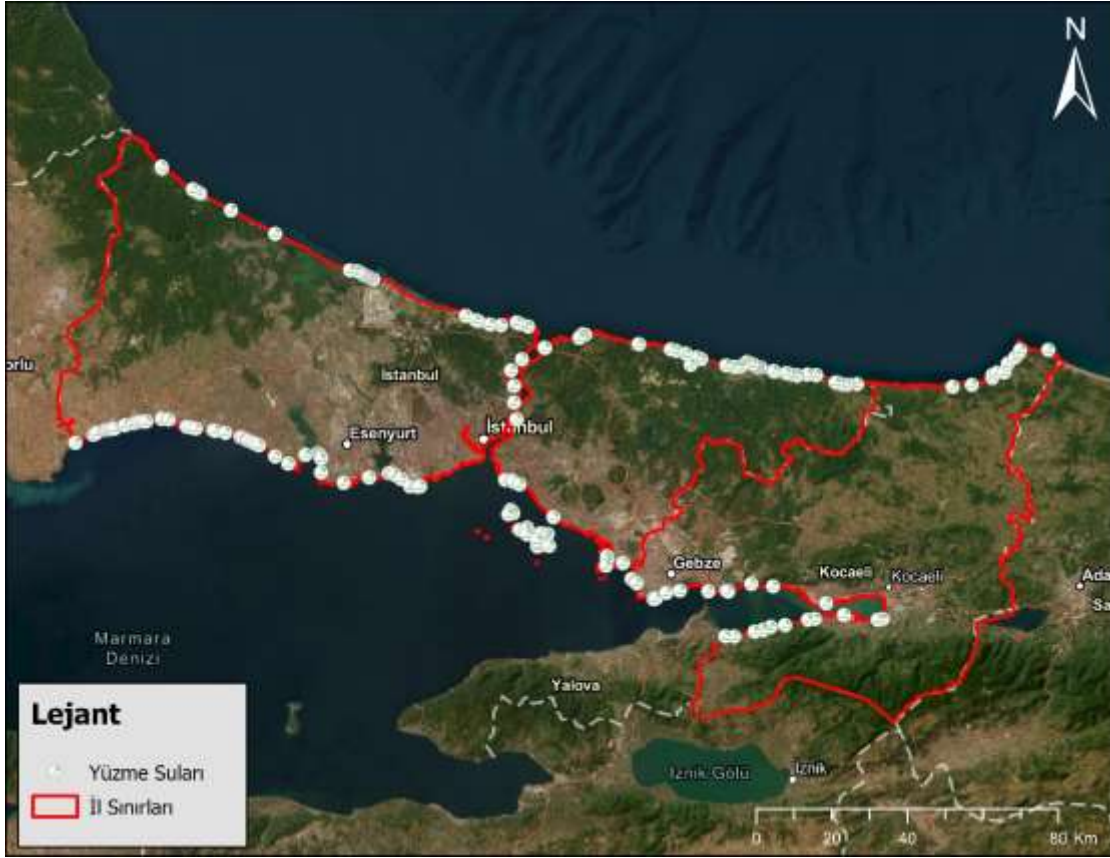 N
orlu
İstanbul
Esenyurt
İstanbul
Gebze
Kocaeli
Kocaeli
Ada
Sa
Marmara
Denizi
Yalova
İznik Gölü
İznik
Lejant
Yüzme Suları
İl Sınırları
0 20 40 80 Km